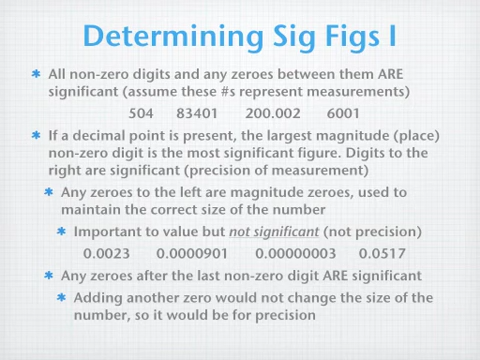 Determining Sig Figs I
All non-zero digits and any zeroes between them ARE
significant (assume these #s represent measurements)
504 83401 200.002 6001
If a decimal point is present, the largest magnitude (place)
non-zero digit is the most significant figure. Digits to the
right are significant (precision of measurement)
Any zeroes to the left are magnitude zeroes, used to
maintain the correct size of the number
Important to value but not significant (not precision)
0.0023 0.0000901 0.00000003 0.0517
Any zeroes after the last non-zero digit ARE significant
Adding another zero would not change the size of the
number, so it would be for precision